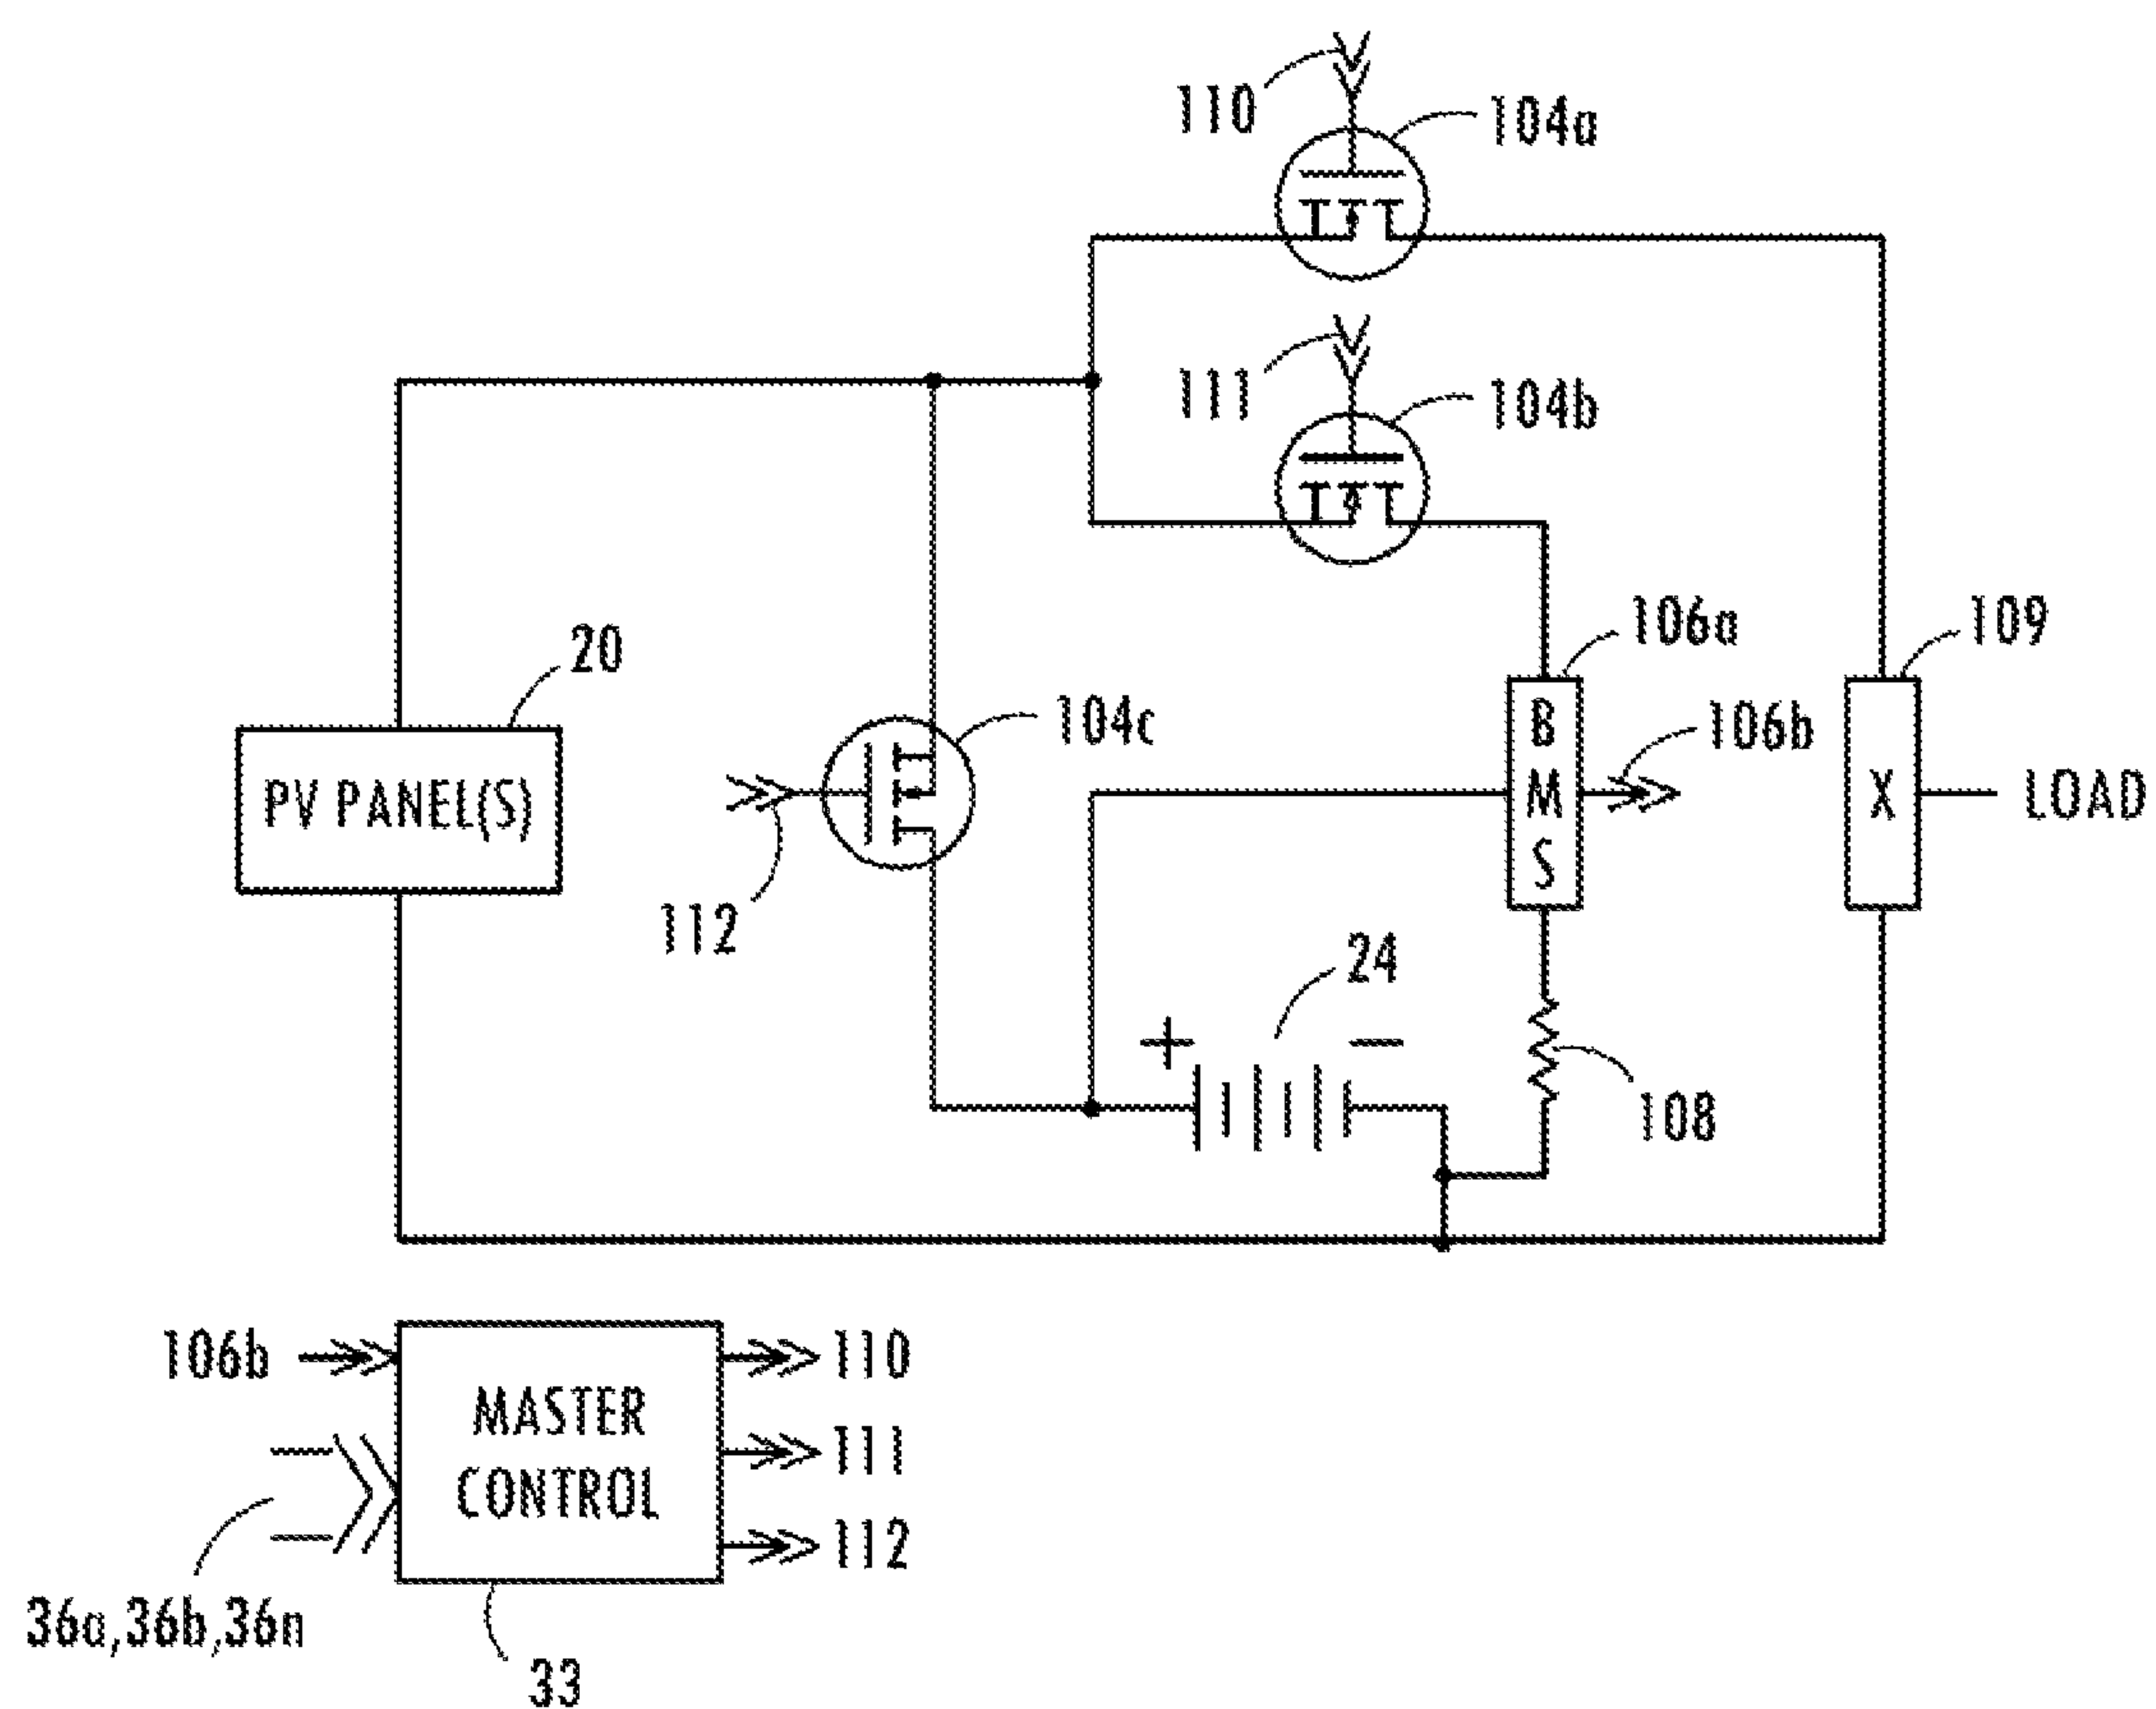 110
104a
111
104b
106a
109
20
104c
106b
PV PANEL(S)
B
M
S
X
LOAD
112
24
+
−
108
106b
110
MASTER
CONTROL
111
112
36a,36b,36n
33